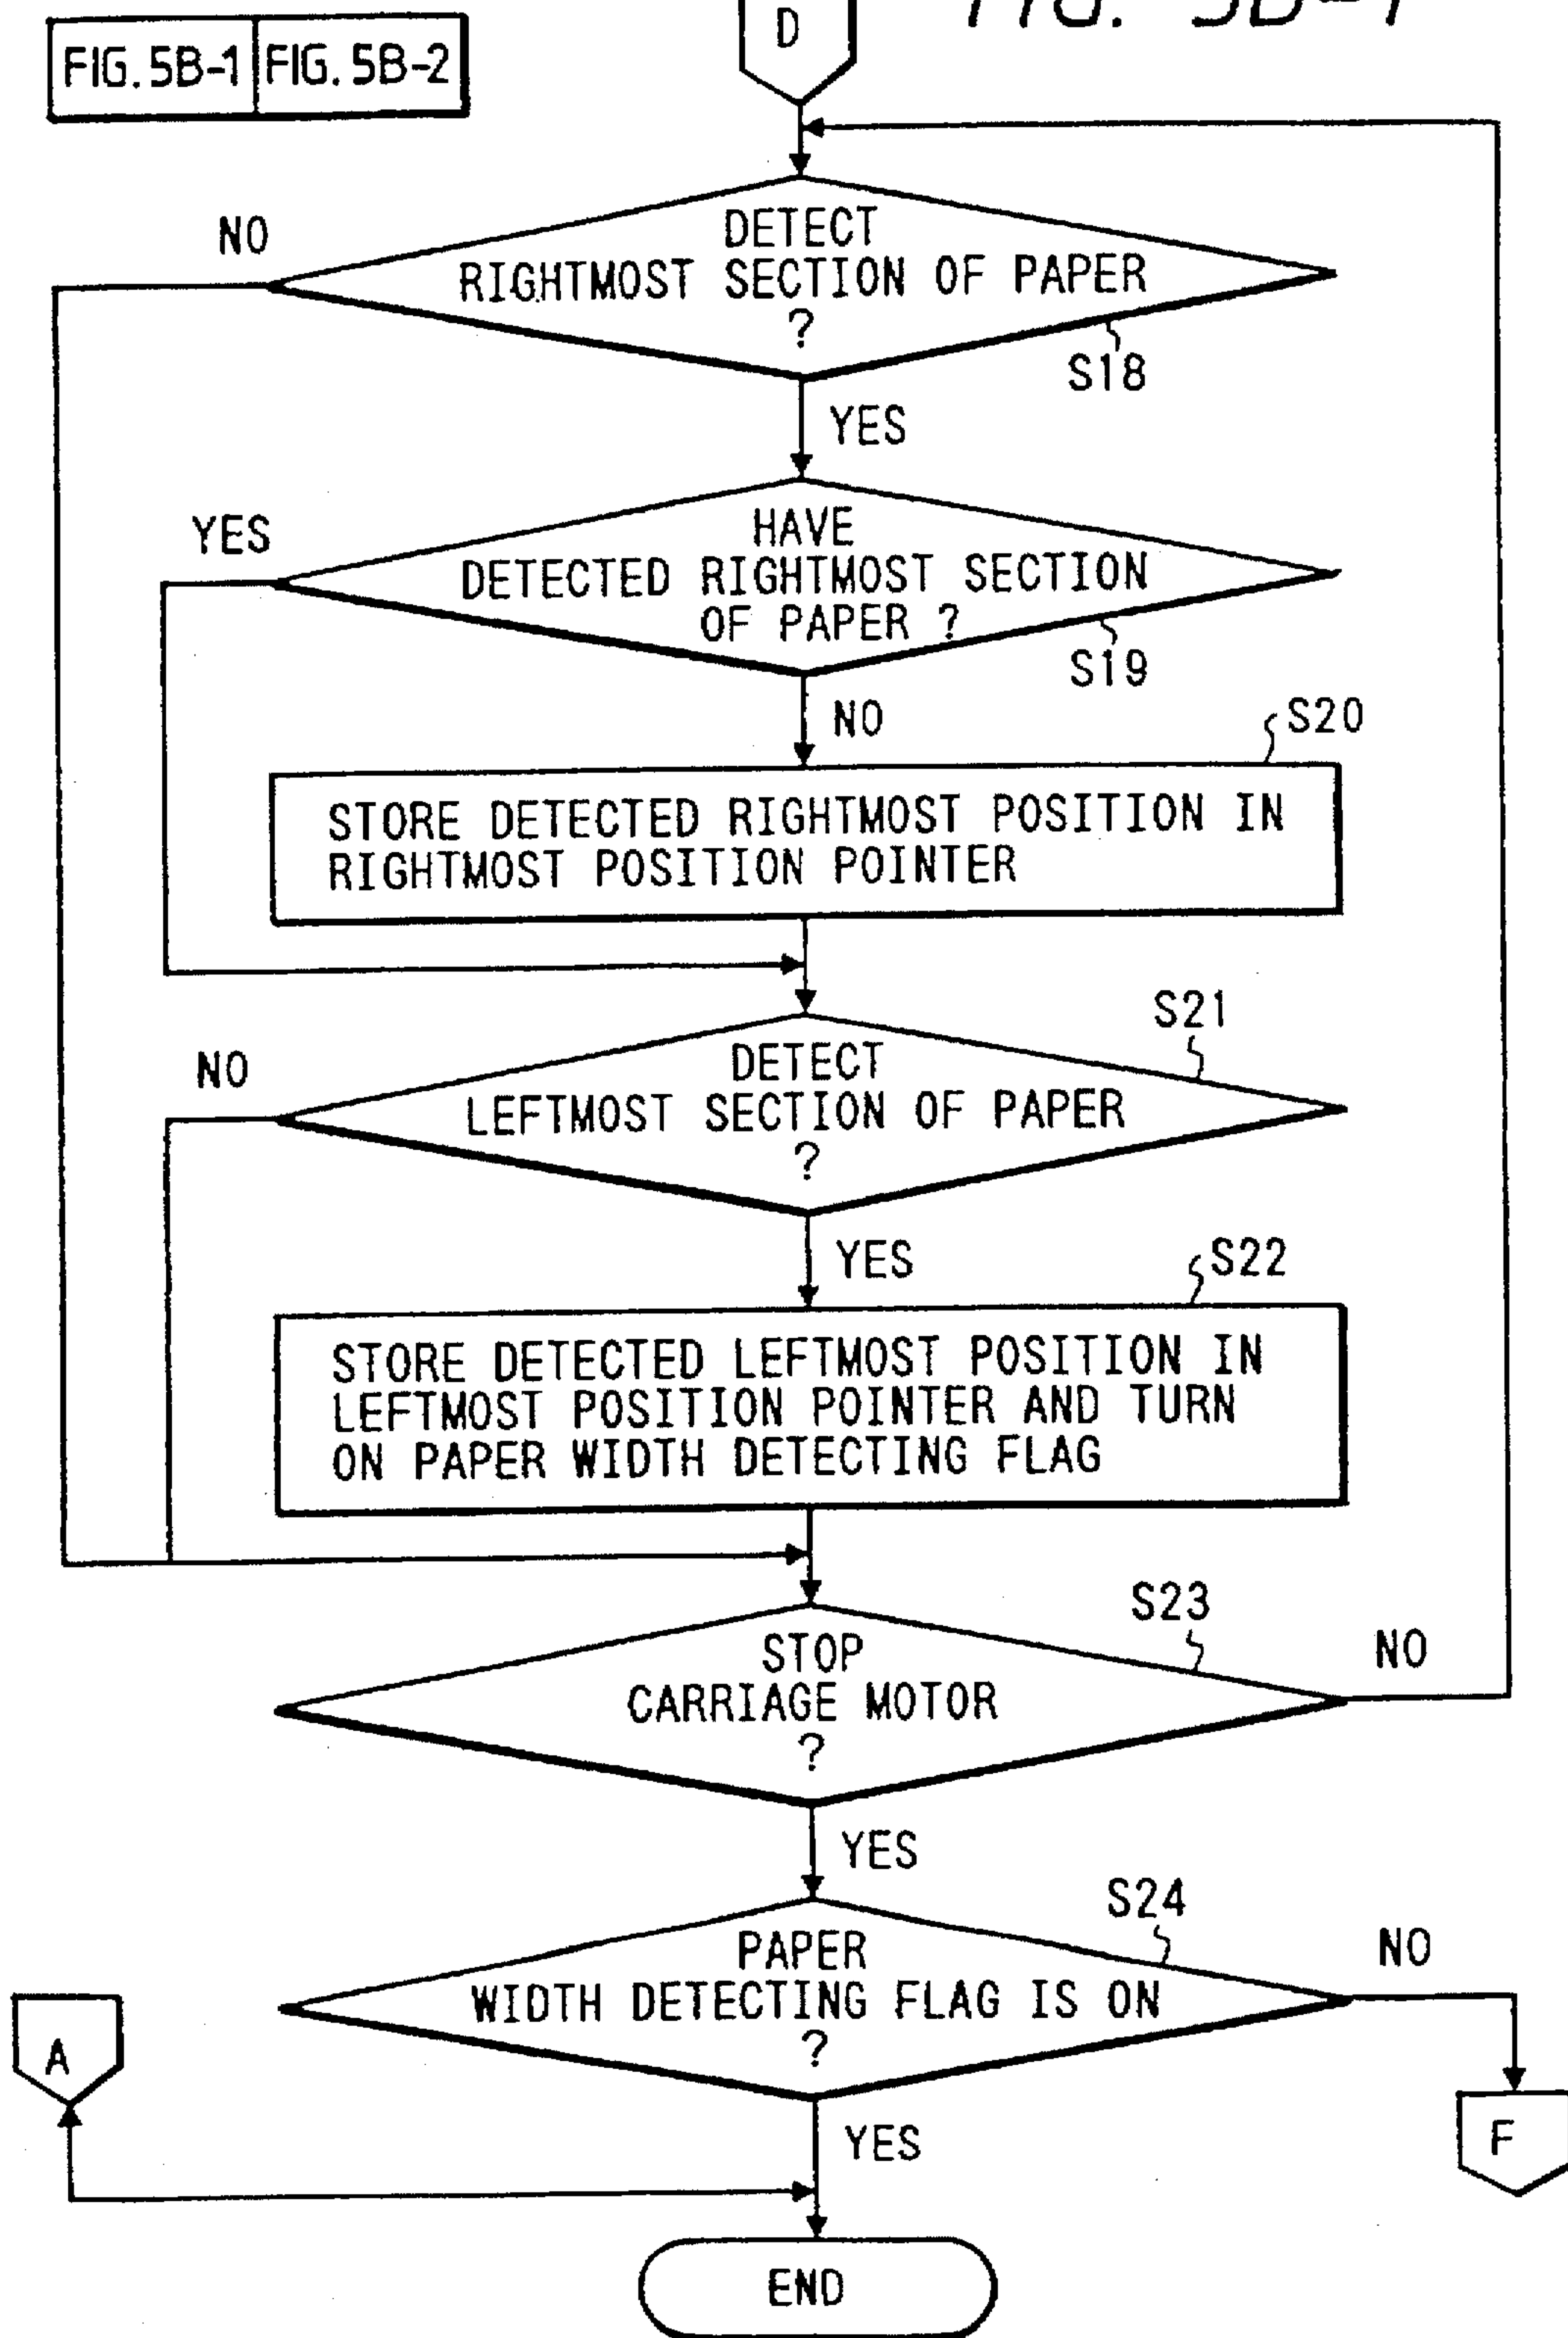 FIG. 5B-1
FIG. 5B-1 FIG. 5B-2
D
NO
DETECT
RIGHTMOST SECTION OF PAPER
?
S18
YES
YES
HAVE
DETECTED RIGHTMOST SECTION
OF PAPER ?
S19
NO
S20
STORE DETECTED RIGHTMOST POSITION IN
RIGHTMOST POSITION POINTER
S21
NO
DETECT
LEFTMOST SECTION OF PAPER
?
YES
S22
STORE DETECTED LEFTMOST POSITION IN
LEFTMOST POSITION POINTER AND TURN
ON PAPER WIDTH DETECTING FLAG
S23
STOP
CARRIAGE MOTOR
?
NO
YES
S24
PAPER
WIDTH DETECTING FLAG IS ON
?
NO
A
F
YES
END